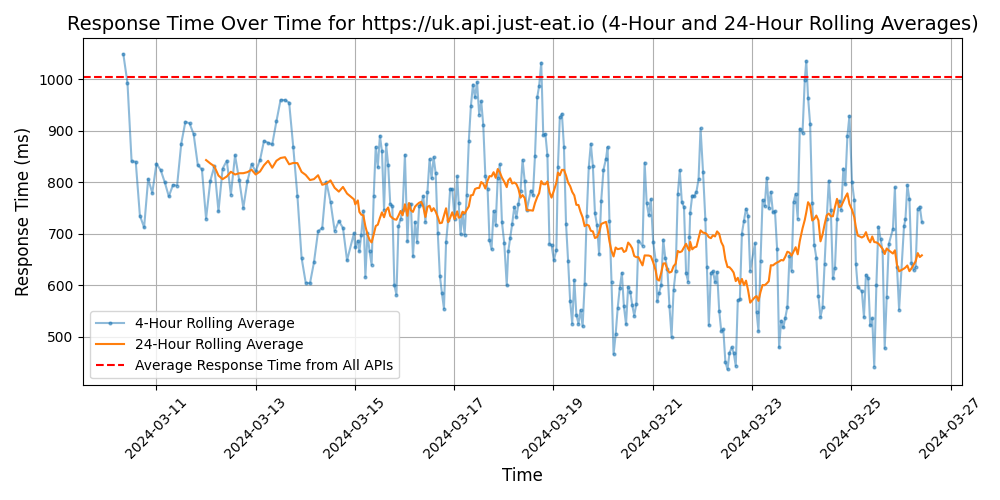 Response Time Over Time for https://uk.api.just-eat.io (4-Hour and 24-Hour Rolling Averages)
Response Time (ms)
1000
900
800
700
600
500
4-Hour Rolling Average
24-Hour Rolling Average
Average Response Time from All APIs
2024-03-11
2024-03-13
2024-03-15
2024-03-17
2024-03-19
2024-03-21
2024-03-23
2024-03-25
2024-03-27
Time